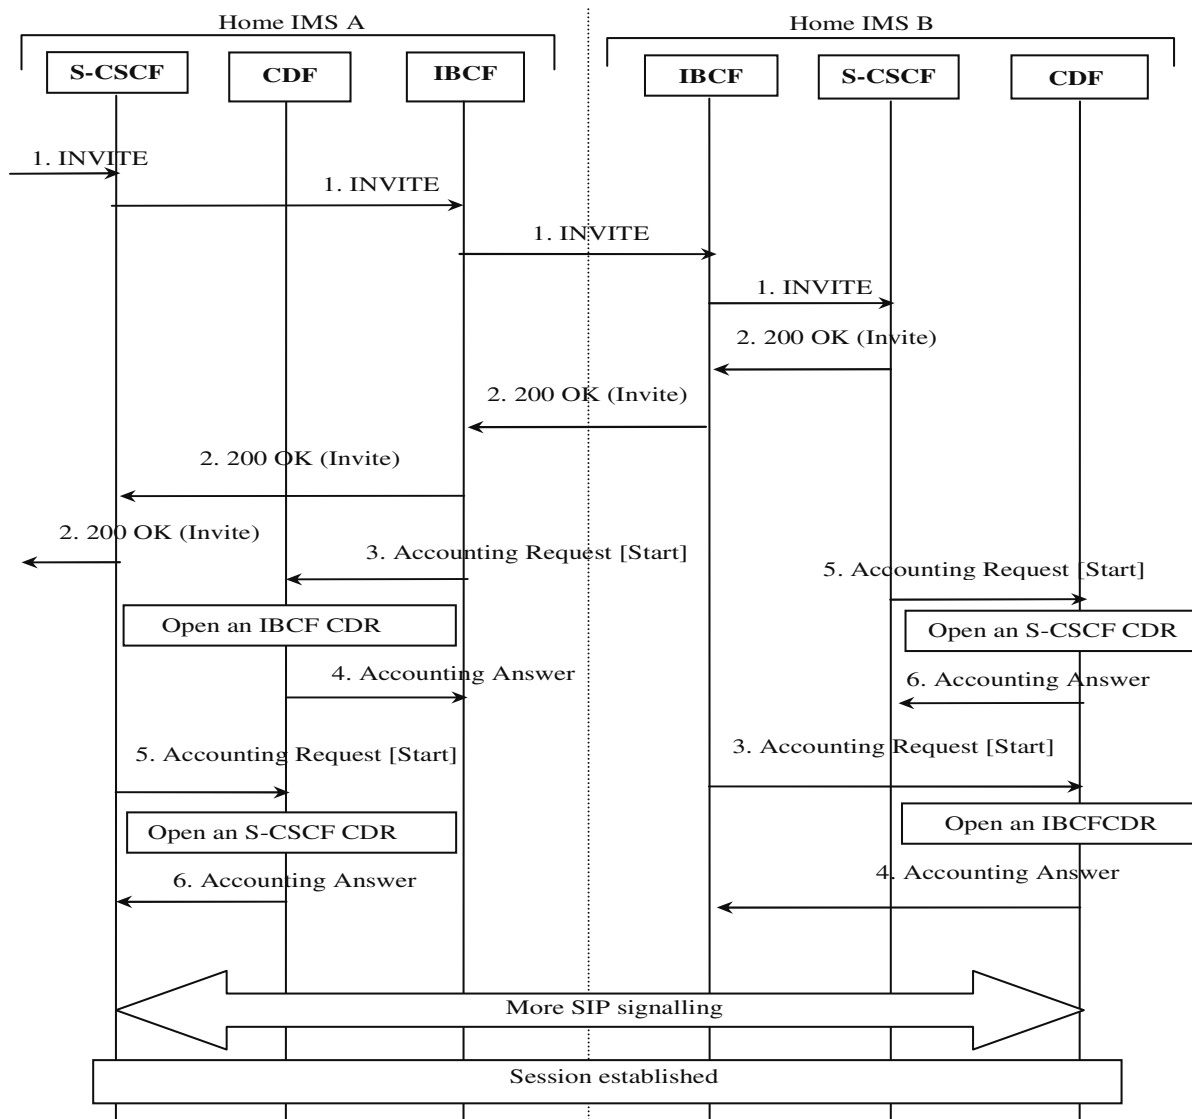 Home IMS A
Home IMS B
S-CSCF
CDF
IBCF
IBCF
S-CSCF
CDF
1. INVITE
1. INVITE
1. INVITE
1. INVITE
2. 200 OK (Invite)
2. 200 OK (Invite)
2. 200 OK (Invite)
2. 200 OK (Invite)
3. Accounting Request [Start]
5. Accounting Request [Start]
Open an IBCF CDR
Open an S-CSCF CDR
4. Accounting Answer
6. Accounting Answer
5. Accounting Request [Start]
3. Accounting Request [Start]
Open an S-CSCF CDR
Open an IBCFCDR
6. Accounting Answer
4. Accounting Answer
More SIP signalling
Session established